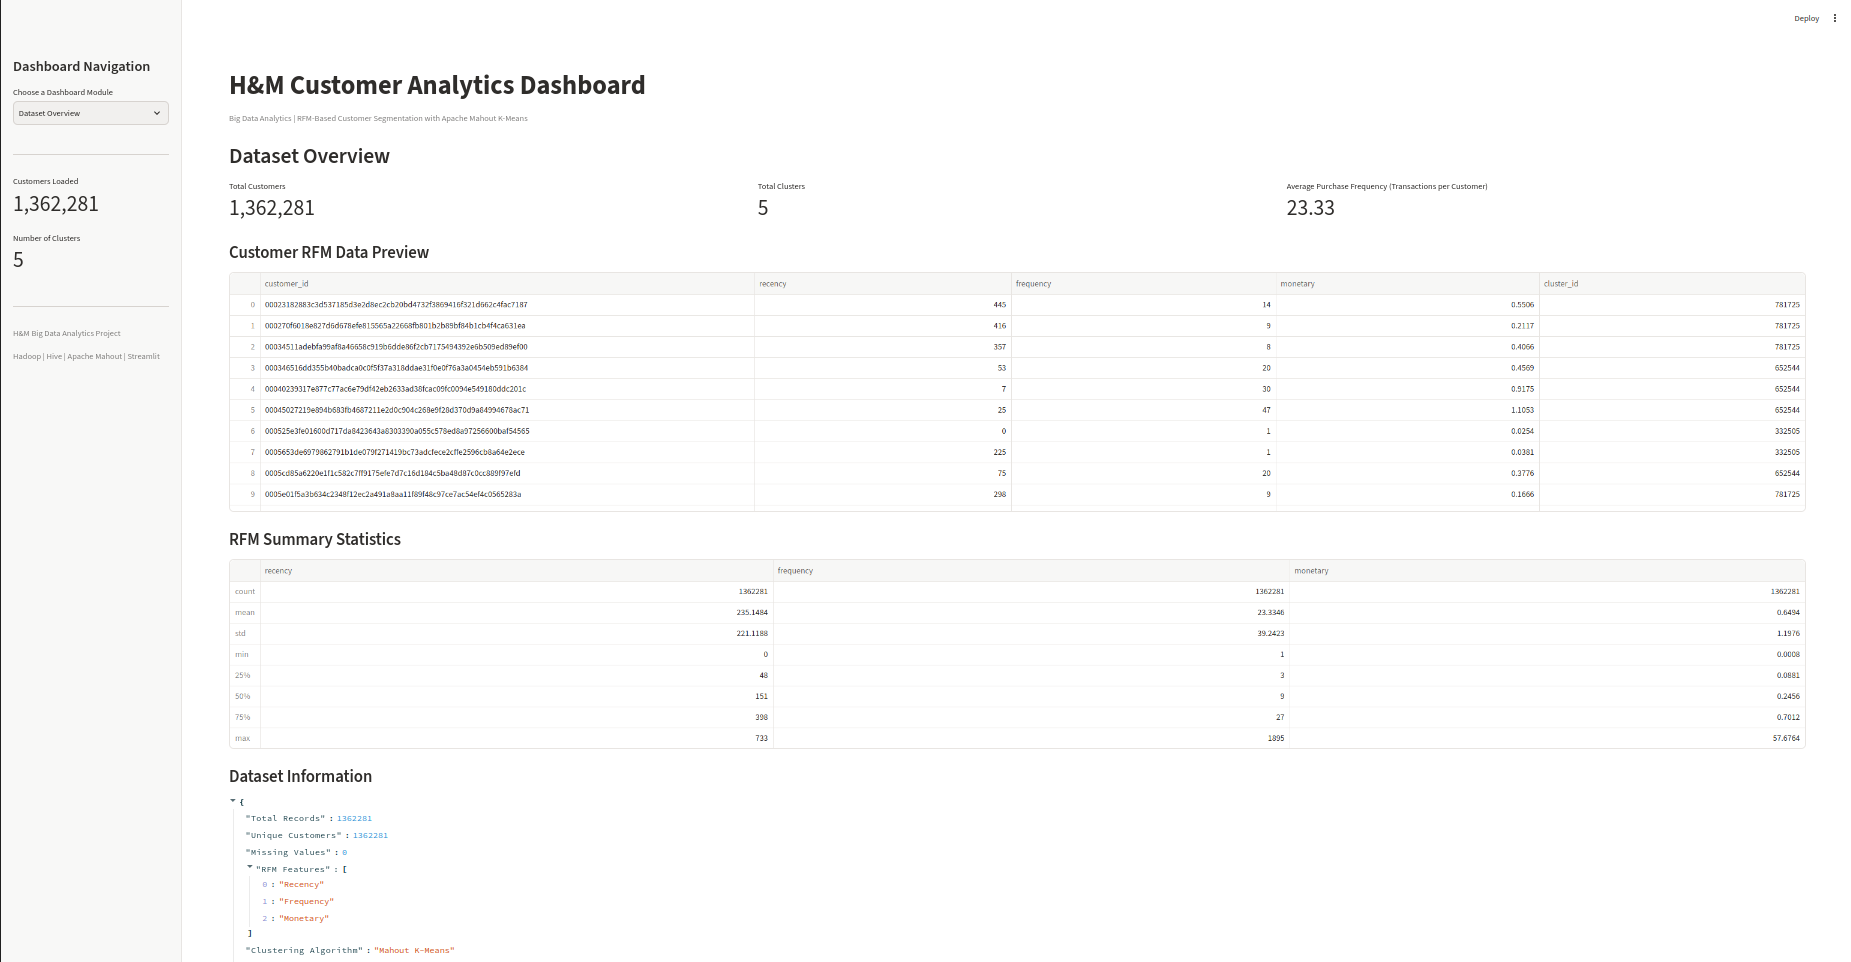 Deploy
Dashboard Navigation
Choose a Dashboard Module
Dataset Overview
Customers Loaded
1,362,281
Number of Clusters
5
H&M Big Data Analytics Project
Hadoop | Hive | Apache Mahout | Streamlit
H&M Customer Analytics Dashboard
Big Data Analytics | RFM-Based Customer Segmentation with Apache Mahout K-Means
Dataset Overview
Total Customers Total Clusters Average Purchase Frequency (Transactions per Customer)
1,362,281 5 23.33
Customer RFM Data Preview
customer_id recency frequency monetary cluster_id
0 00023182883c3d537185d3e2d8ec2cb20bd4732f3869416f321d662c4fac7187 445 14 0.5506 781725
1 000270f6018e827d6d678efe815565a22668fb801b2b89bf84b1cb4f4ca631ea 416 9 0.2117 781725
2 00034511adebfa99af8a46658c919b6dde86f2cb7175494392e6b509ed89ef00 357 8 0.4066 781725
3 000346516dd355b40badca0c0f5f37a318ddae31f0e0f76a3a0454eb591b6384 53 20 0.4569 652544
4 00040239317e877c77ac6e79df42eb2633ad38fcac09fc0094e549180ddc201c 7 30 0.9175 652544
5 00045027219e894b683fb4687211e2d0c904c268e9f28d370d9a84994678ac71 25 47 1.1053 652544
6 000525e3fe01600d717da8423643a8303390a055c578ed8a97256600baf54565 0 1 0.0254 332505
7 0005653de6979862791b1de079f271419bc73adcfece2cffe2596cb8a64e2ece 225 1 0.0381 332505
8 0005cd85a6220e1f1c582c7ff9175efe7d7c16d184c5ba48d87c0cc889f97efd 75 20 0.3776 652544
9 0005e01f5a3b634c2348f12ec2a491a8aa11f89f48c97ce7ac54ef4c0565283a 298 9 0.1666 781725
RFM Summary Statistics
recency frequency monetary
count 1362281 1362281 1362281
mean 235.1484 23.3346 0.6494
std 221.1188 39.2423 1.1976
min 0 1 0.0008
25% 48 3 0.0881
50% 151 9 0.2456
75% 398 27 0.7012
max 733 1895 57.6764
Dataset Information
{
"Total Records" : 1362281
"Unique Customers" : 1362281
"Missing Values" : 0
"RFM Features" : [
0 : "Recency"
1 : "Frequency"
2 : "Monetary"
]
"Clustering Algorithm" : "Mahout K-Means"